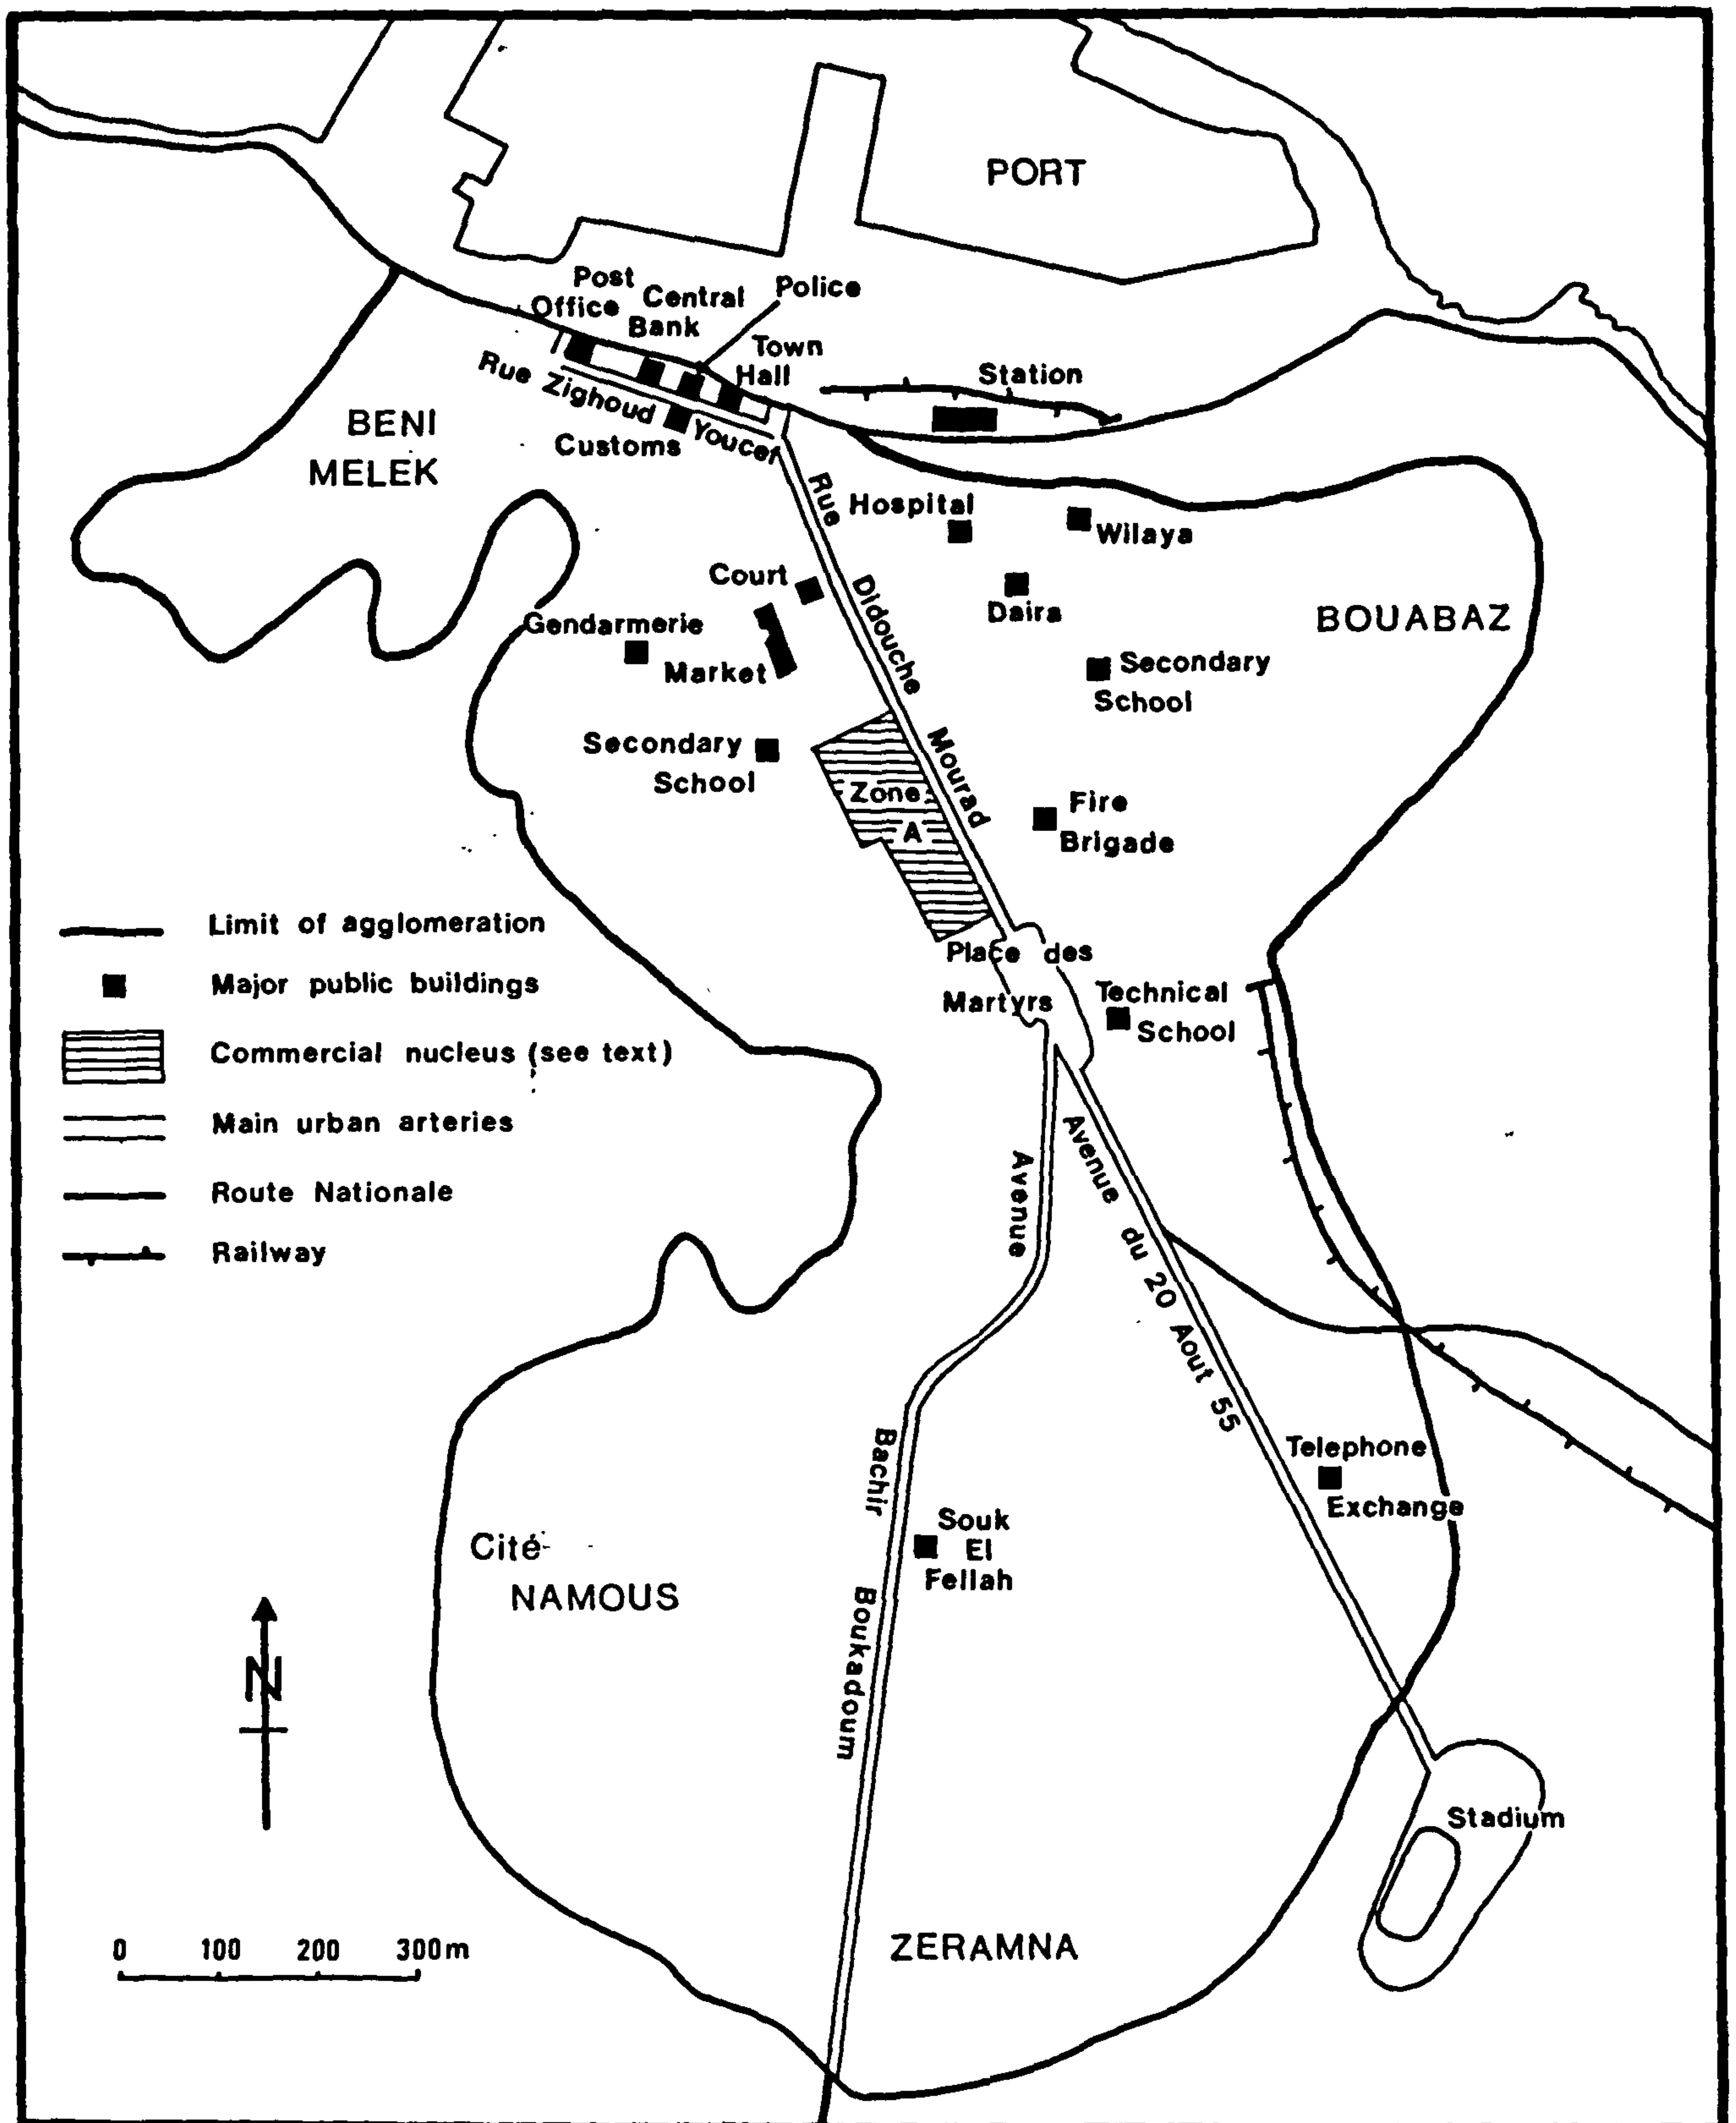 PORT
Post
Office
Central
Bank
Police
Town
Hall
Station
Rue Zighoud Youcef
Customs
BENI
MELEK
Rue Didouche Mourad
Hospital
Wilaya
Court
Daira
Gendarmerie
Market
BOUABAZ
Secondary
School
Secondary
School
Zone
A
Fire
Brigade
Place des
Martyrs
Technical
School
Limit of agglomeration
Major public buildings
Commercial nucleus (see text)
Main urban arteries
Route Nationale
Railway
Avenue Bachir Boukadoum
Avenue du 20 Aout 55
Telephone
Exchange
Souk
El
Fellah
Cité
NAMOUS
N
Stadium
ZERAMNA
0 100 200 300m